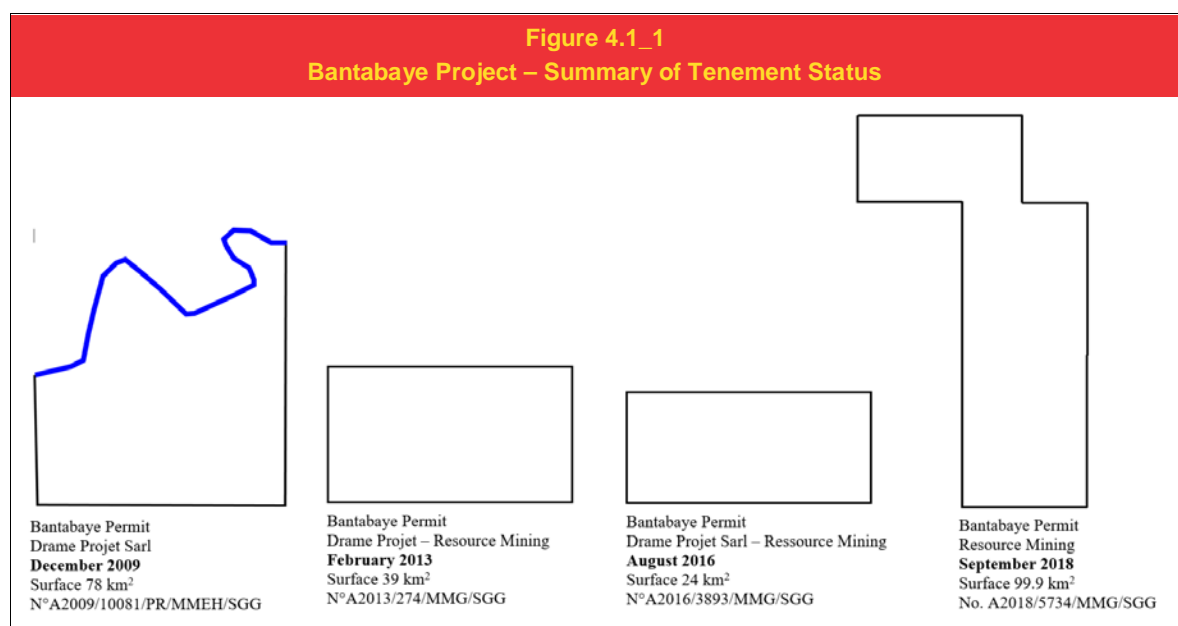 Figure 4.1_1
Bantabaye Project – Summary of Tenement Status
Bantabaye Permit
Drame Projet Sarl
December 2009
Surface 78 km²
N°A2009/10081/PR/MMEH/SGG
Bantabaye Permit
Drame Projet – Resource Mining
February 2013
Surface 39 km²
N°A2013/274/MMG/SGG
Bantabaye Permit
Drame Projet Sarl – Ressource Mining
August 2016
Surface 24 km²
N°A2016/3893/MMG/SGG
Bantabaye Permit
Resource Mining
September 2018
Surface 99.9 km²
No. A2018/5734/MMG/SGG